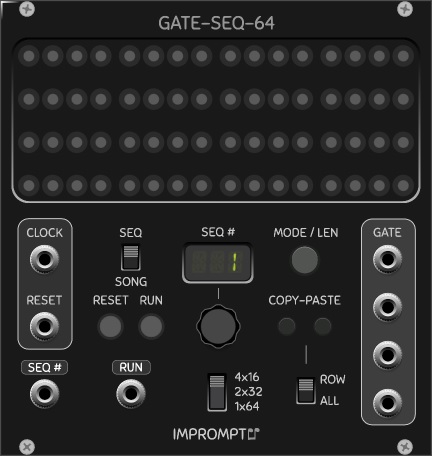 GATE-SEQ-64
CLOCK
SEQ
SEQ #
MODE / LEN
GATE
1
SONG
RESET
RESET
RUN
COPY-PASTE
SEQ #
RUN
4x16
2x32
1x64
ROW
ALL
IMPROMPTU